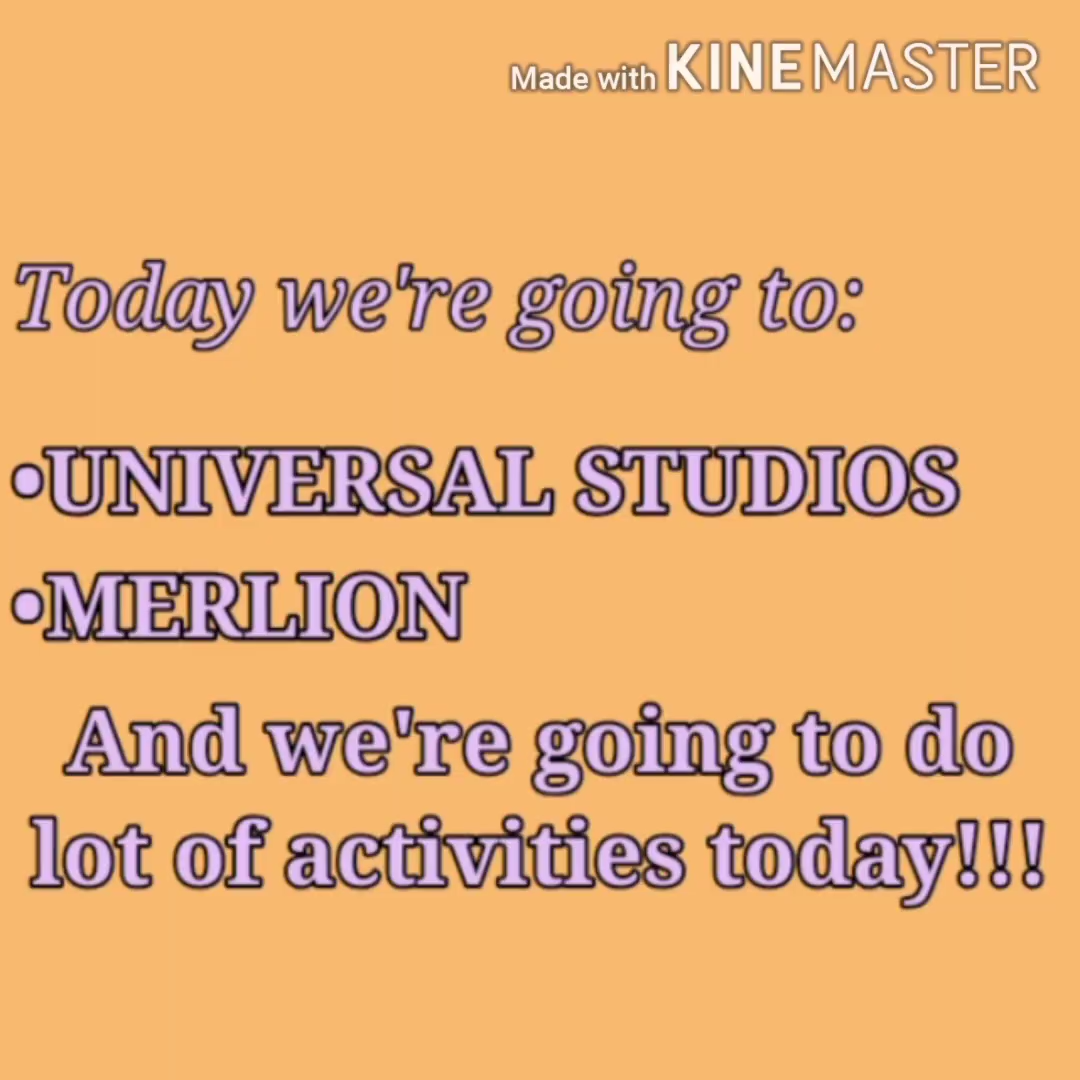 Made with KINEMASTER
Today we're going to:
•UNIVERSAL STUDIOS
•MERLION
And we're going to do
lot of activities today!!!